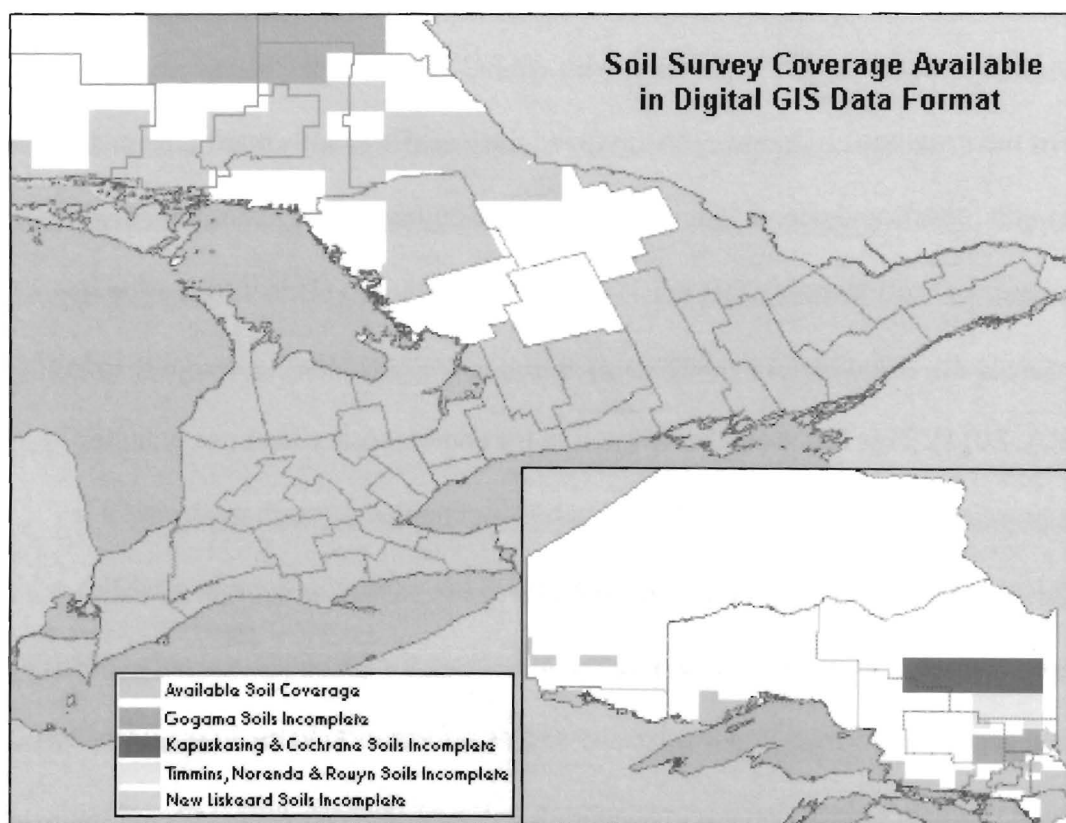 Soil Survey Coverage Available
in Digital GIS Data Format
Available Soil Coverage
Gogama Soils Incomplete
Kapuskasing & Cochrane Soils Incomplete
Timmins, Norenda & Rouyn Soils Incomplete
New Liskeard Soils Incomplete